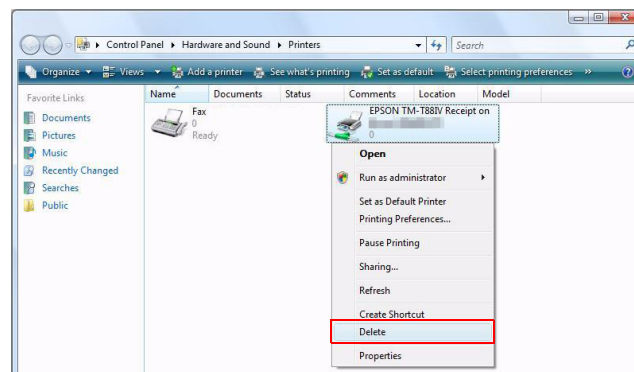 Control Panel ▸ Hardware and Sound ▸ Printers
Search
Organize Views Add a printer See what's printing Set as default Select printing preferences »
Favorite Links
Name Documents Status Comments Location Model
Documents
Pictures
Music
Recently Changed
Searches
Public
Fax
0
Ready
EPSON TM-T88IV Receipt on
0
Open
Run as administrator
Set as Default Printer
Printing Preferences...
Pause Printing
Sharing...
Refresh
Create Shortcut
Delete
Properties